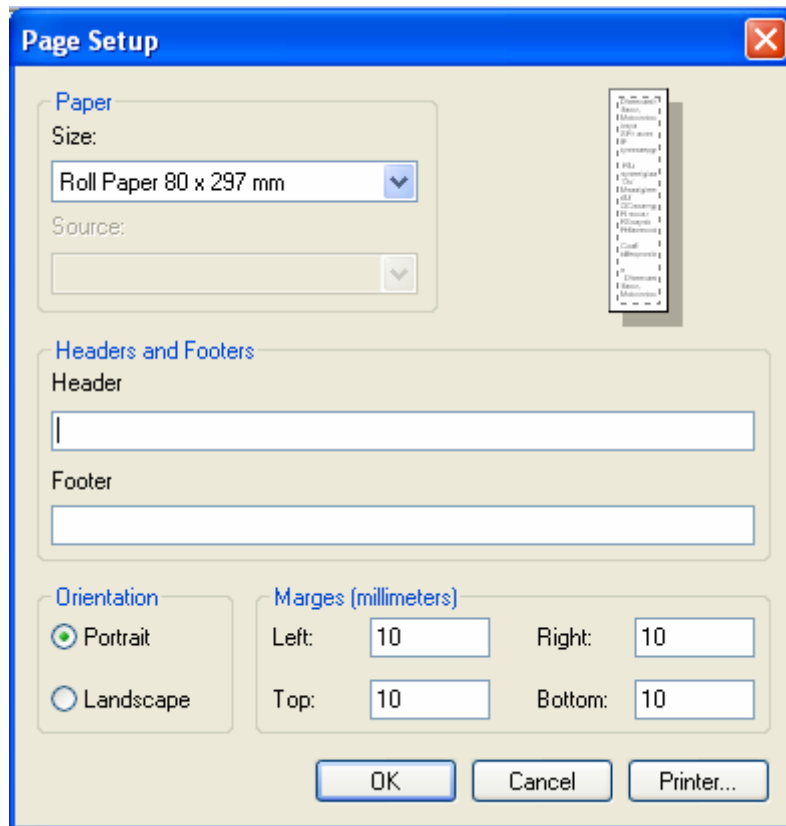 Page Setup
Paper
Size:
Roll Paper 80 x 297 mm
Source:
Headers and Footers
Header
Footer
Orientation
Portrait
Landscape
Marges (millimeters)
Left: 10 Right: 10
Top: 10 Bottom: 10
OK Cancel Printer...